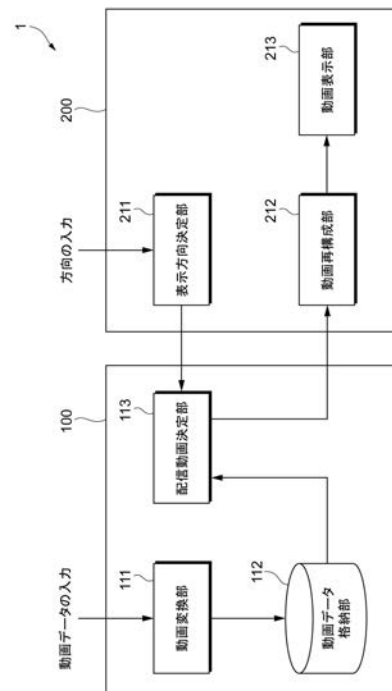 1
100
200
動画データの入力
方向の入力
111
動画変換部
113
配信動画決定部
211
表示方向決定部
112
動画データ
格納部
212
動画再構成部
213
動画表示部